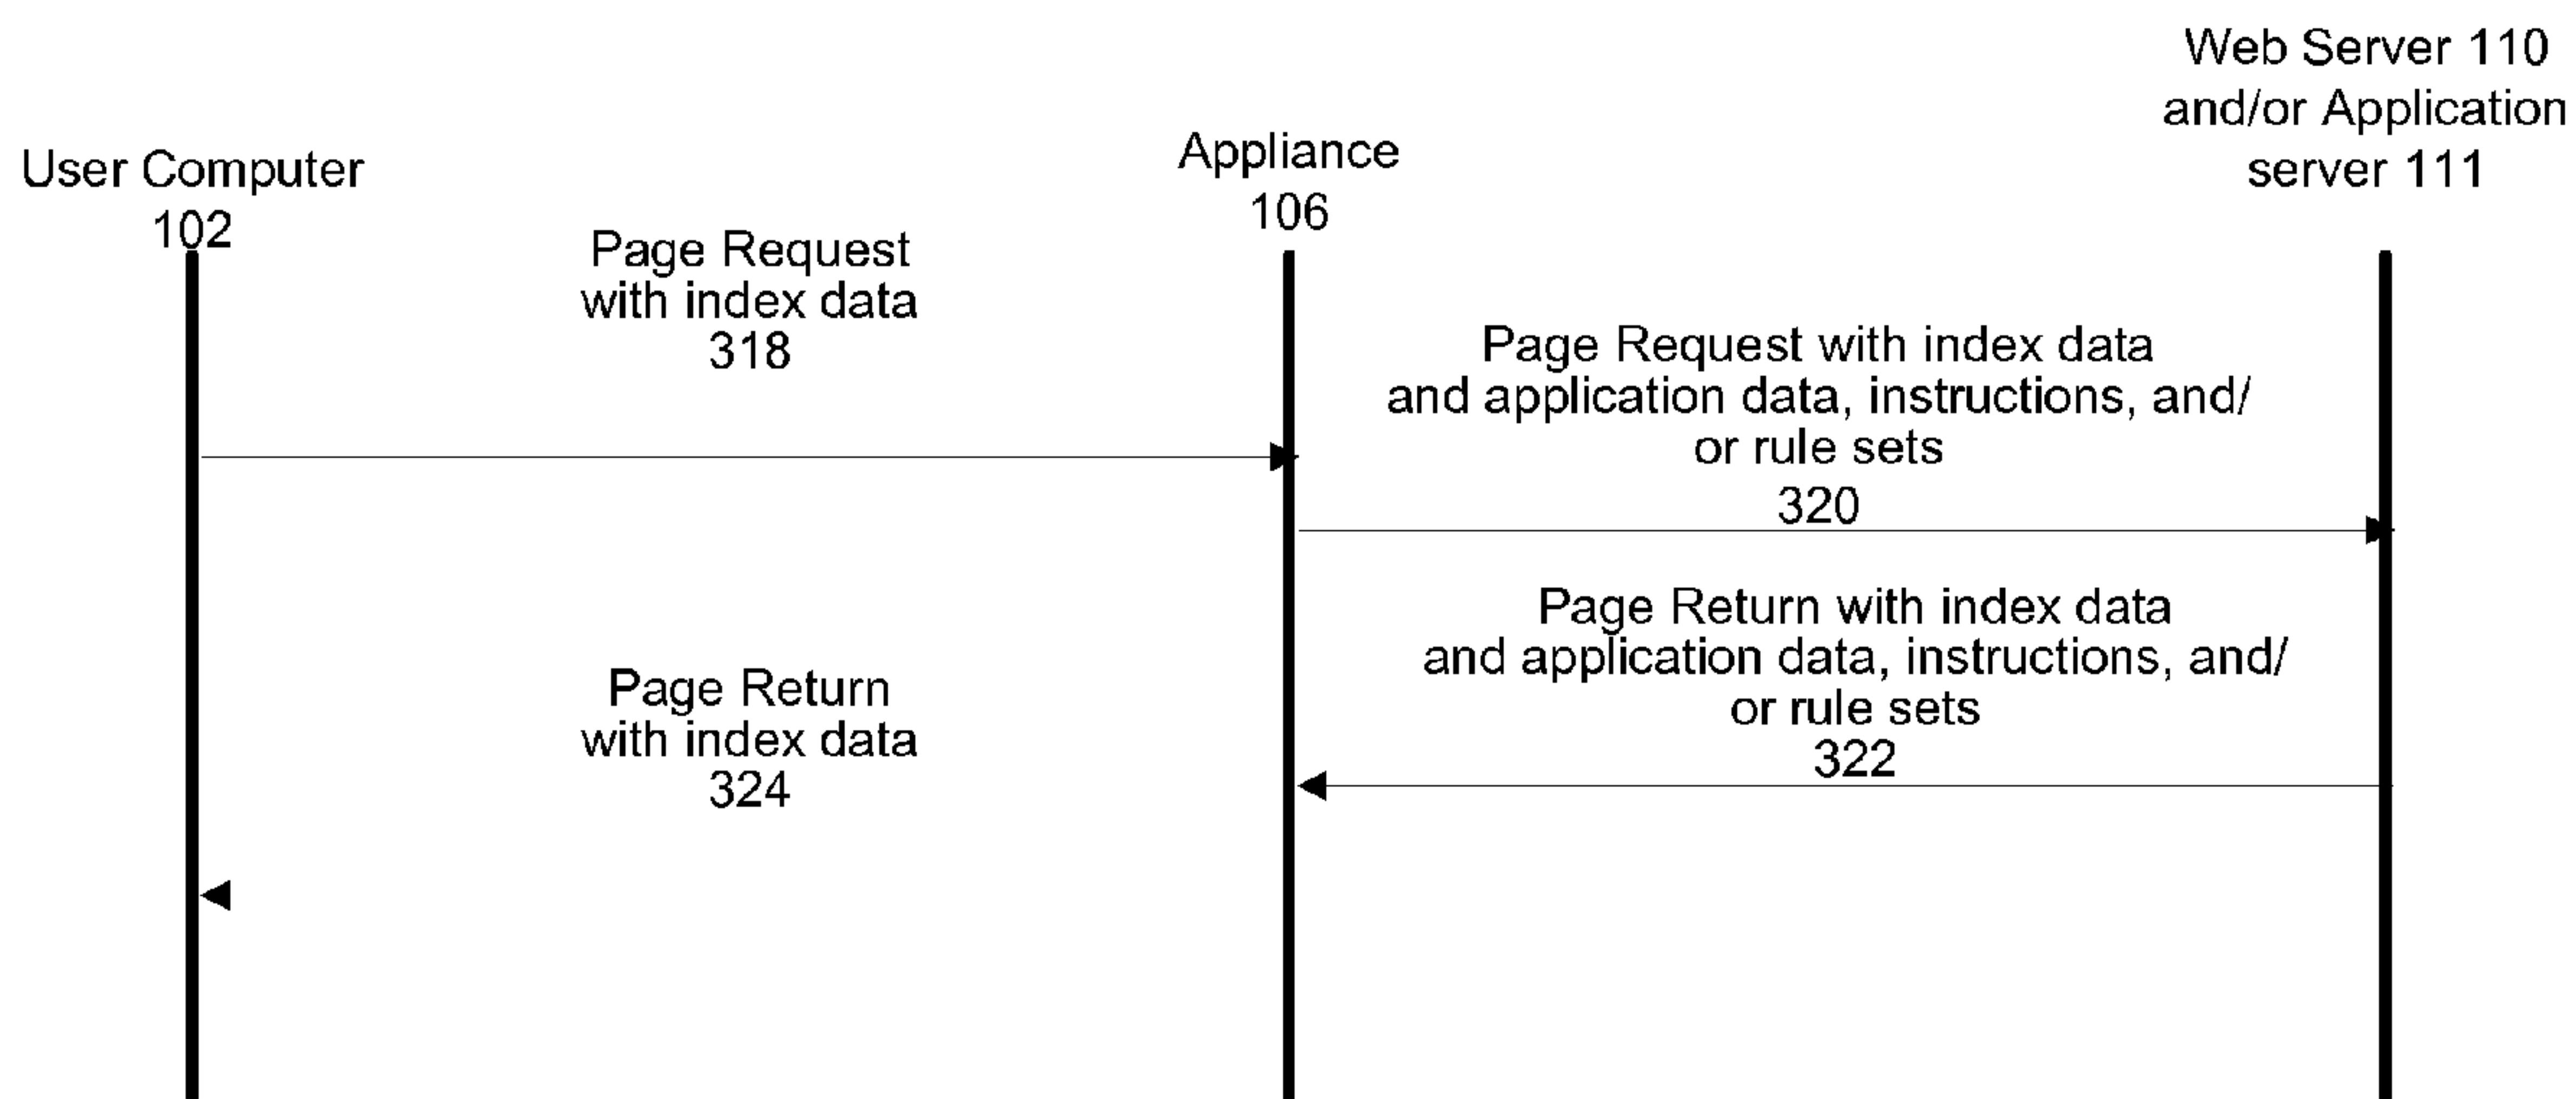 Web Server 110
and/or Application
server 111
Appliance
106
User Computer
102
Page Request
with index data
318
Page Request with index data
and application data, instructions, and/
or rule sets
320
Page Return with index data
and application data, instructions, and/
or rule sets
322
Page Return
with index data
324